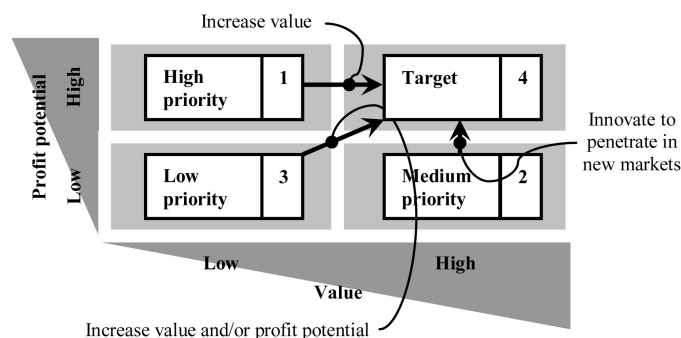 Increase value
High
priority
1
Target
4
Profit potential
High
Low
Innovate to
penetrate in
new markets
Low
priority
3
Medium
priority
2
Low
High
Value
Increase value and/or profit potential